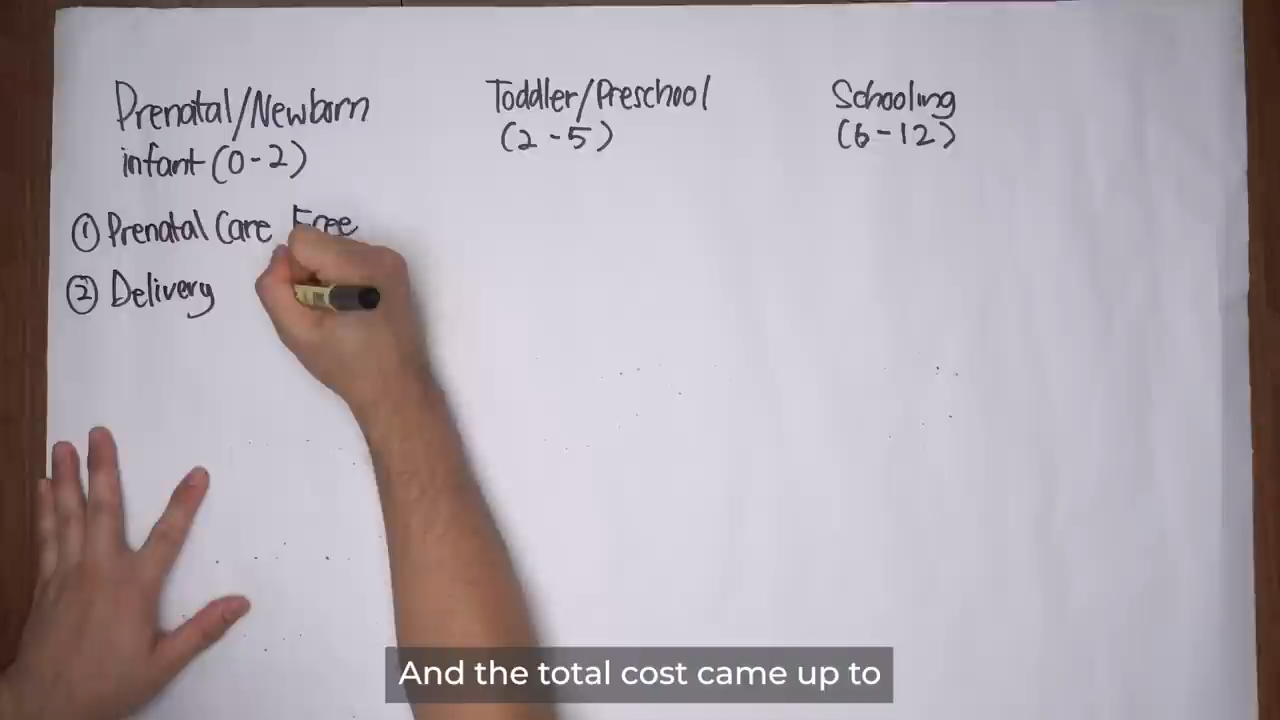 Prenatal/Newborn
infant (0-2)
Toddler/Preschool
(2-5)
Schooling
(6-12)
① Prenatal Care Free
② Delivery
And the total cost came up to